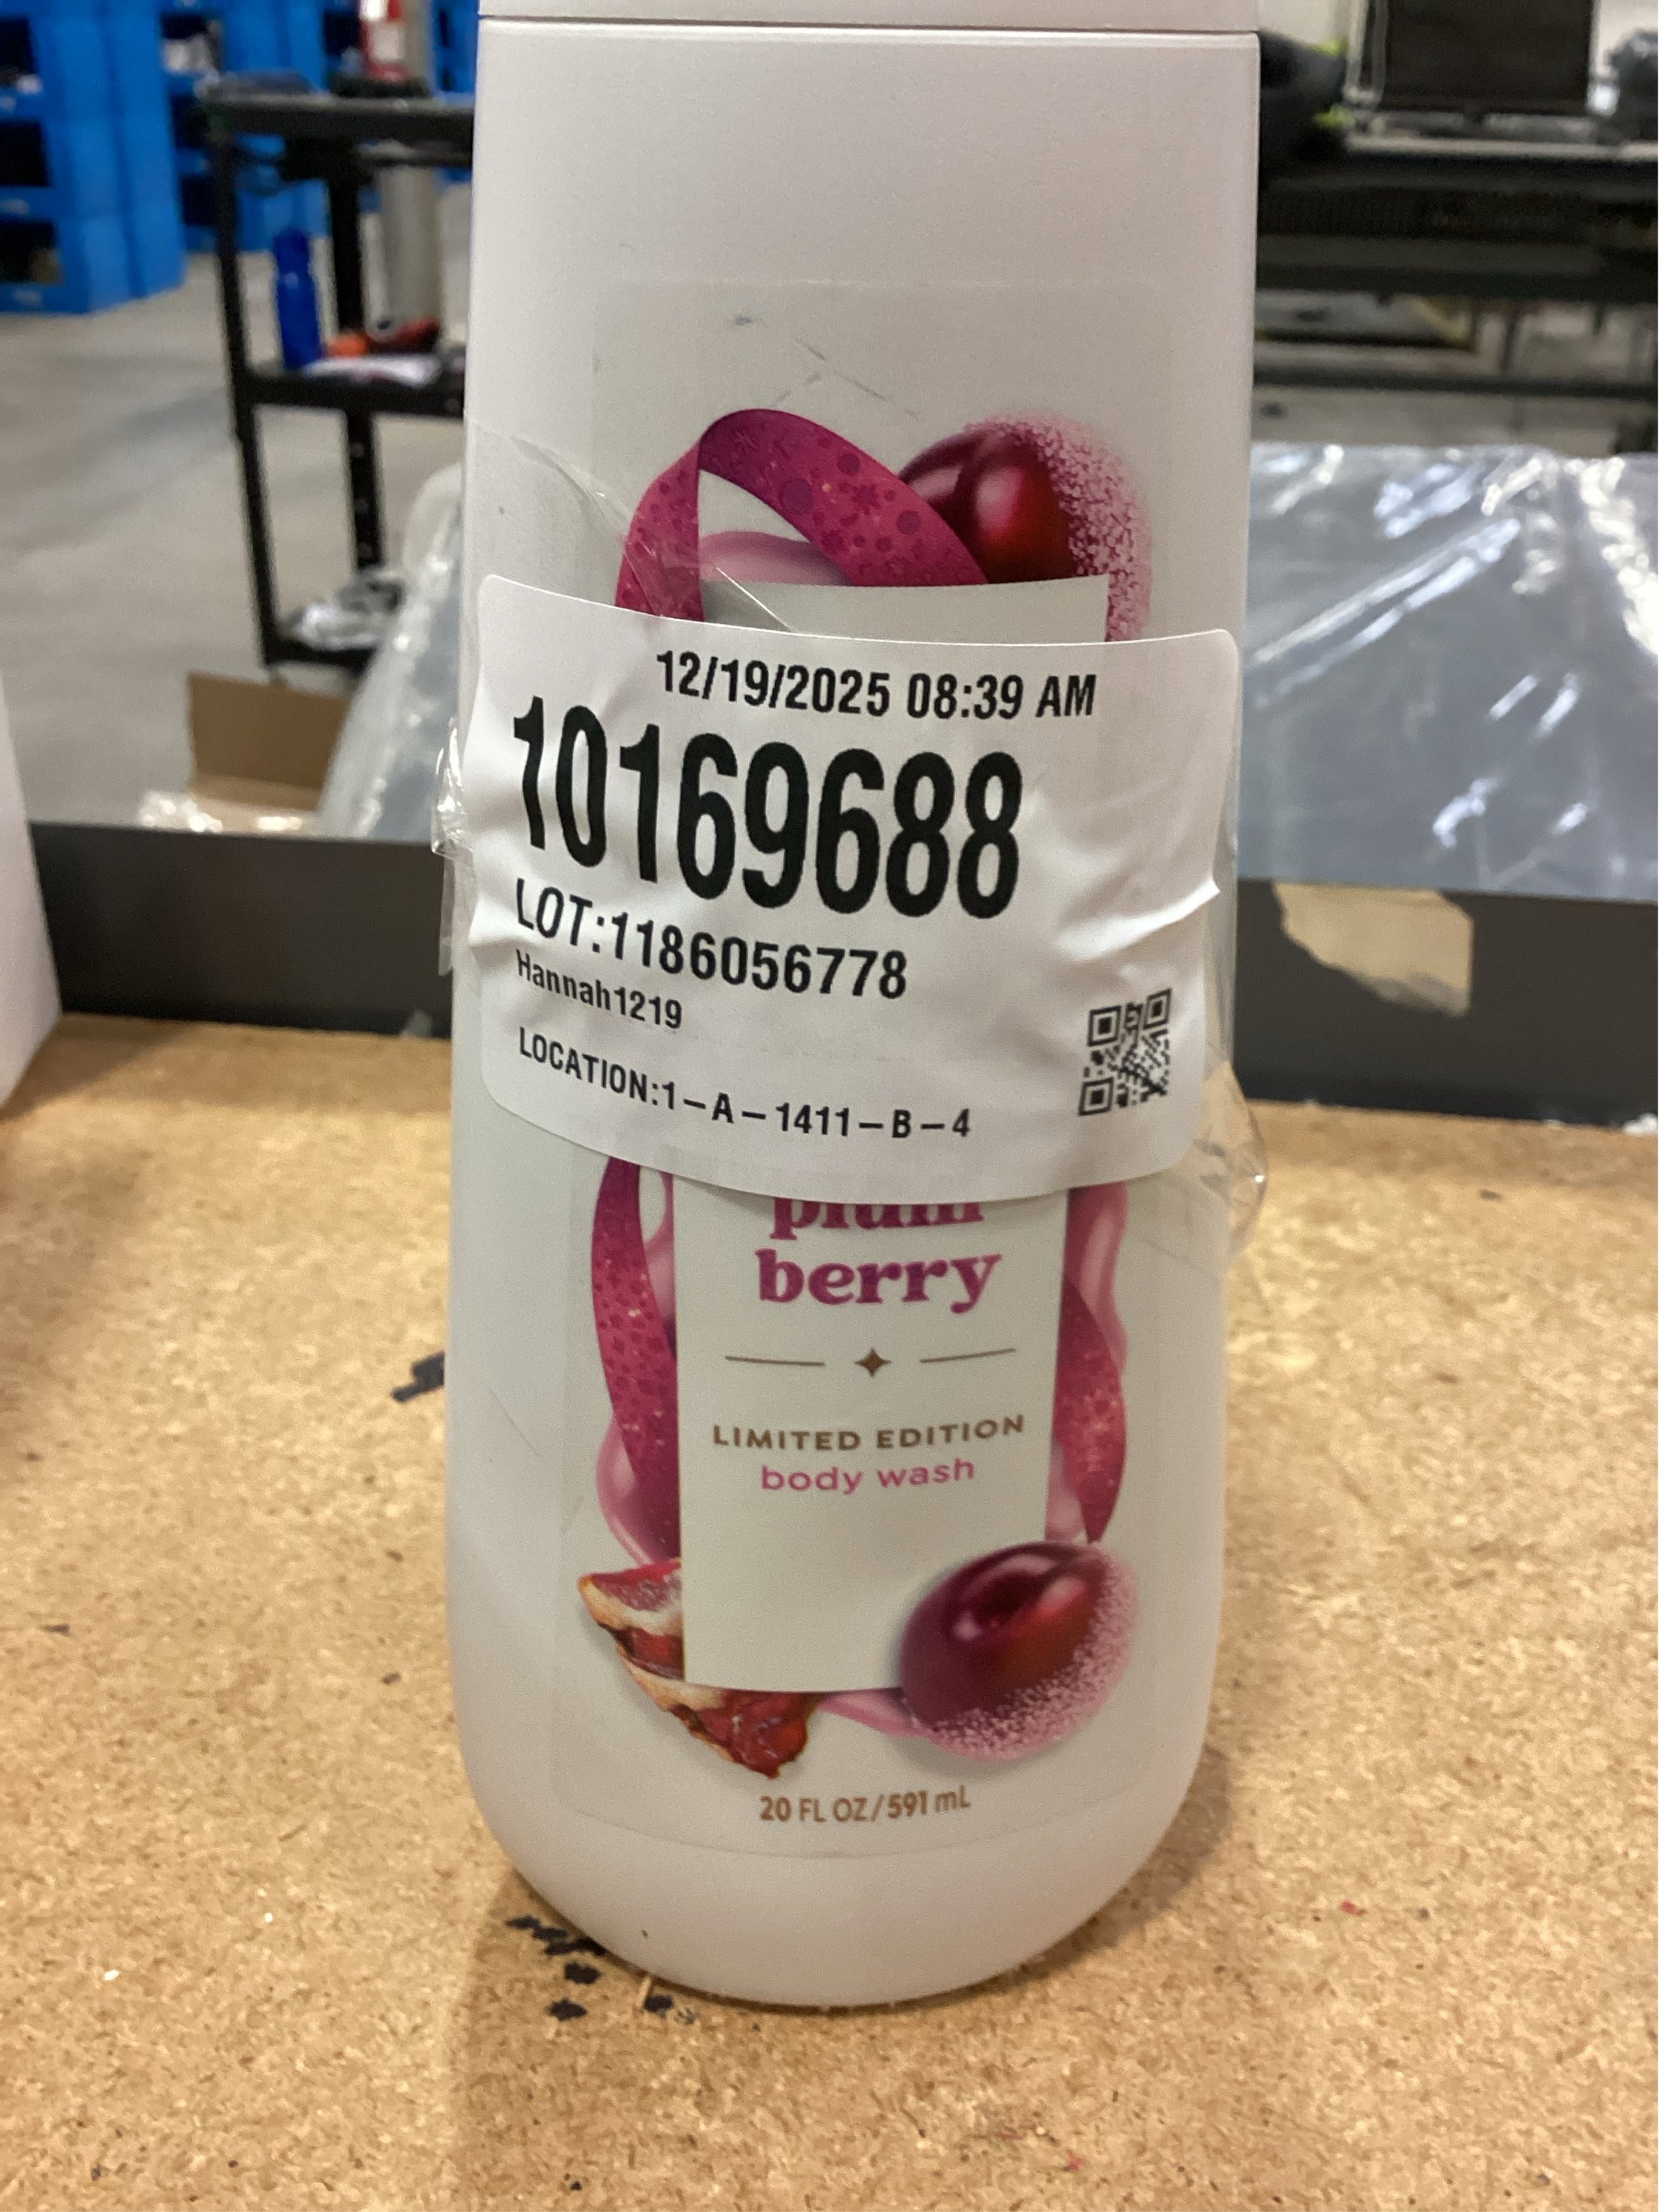 12/19/2025 08:39 AM
10169688
LOT:1186056778
Hannah1219
LOCATION:1-A-1411-B-4
plum
berry
LIMITED EDITION
body wash
20 FL OZ/591 mL